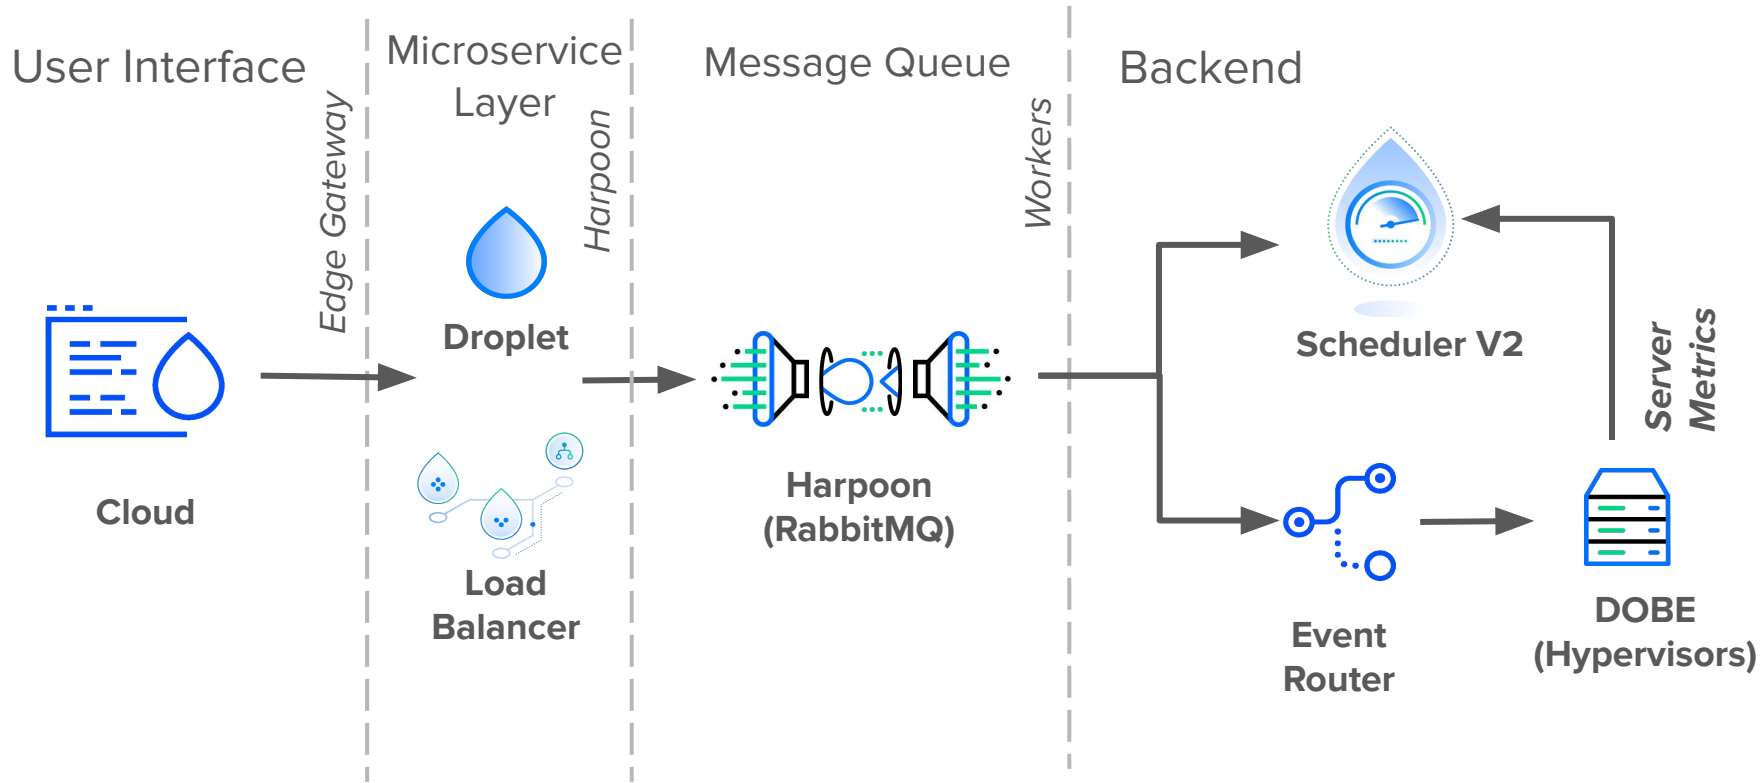 User Interface
Edge Gateway
Cloud
Microservice
Layer
Harpoon
Droplet
Load
Balancer
Message Queue
Workers
Harpoon
(RabbitMQ)
Backend
Scheduler V2
Server
Metrics
Event
Router
DOBE
(Hypervisors)